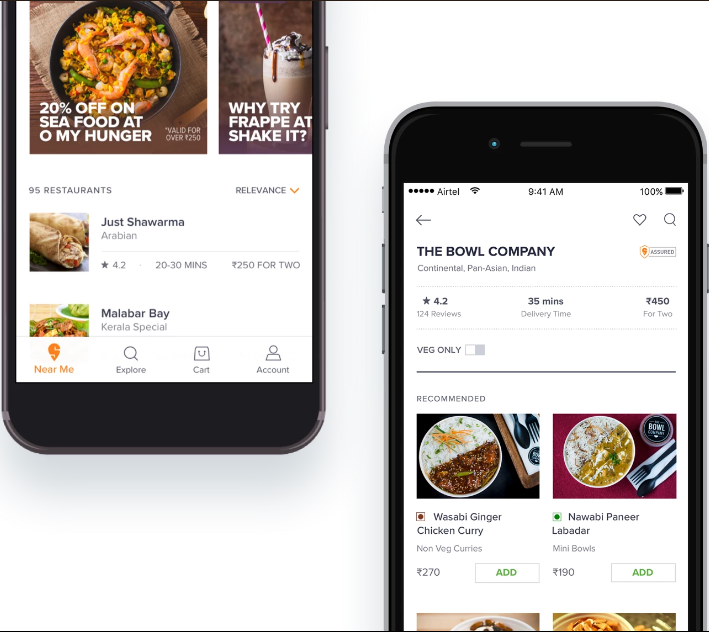 20% OFF ON
SEA FOOD AT
O MY HUNGER
*VALID FOR
OVER ₹250
WHY TRY
FRAPPE AT
SHAKE IT?
95 RESTAURANTS
RELEVANCE
Just Shawarma
Arabian
★ 4.2 · 20-30 MINS ₹250 FOR TWO
Malabar Bay
Kerala Special
Near Me
Explore
Cart
Account
Airtel 9:41 AM 100%
THE BOWL COMPANY
ASSURED
Continental, Pan-Asian, Indian
★ 4.2 35 mins ₹450
124 Reviews Delivery Time For Two
VEG ONLY
RECOMMENDED
BOWL
COMPANY
BOWL
COMPANY
Wasabi Ginger
Chicken Curry
Non Veg Curries
₹270 ADD
Nawabi Paneer
Labadar
Mini Bowls
₹190 ADD